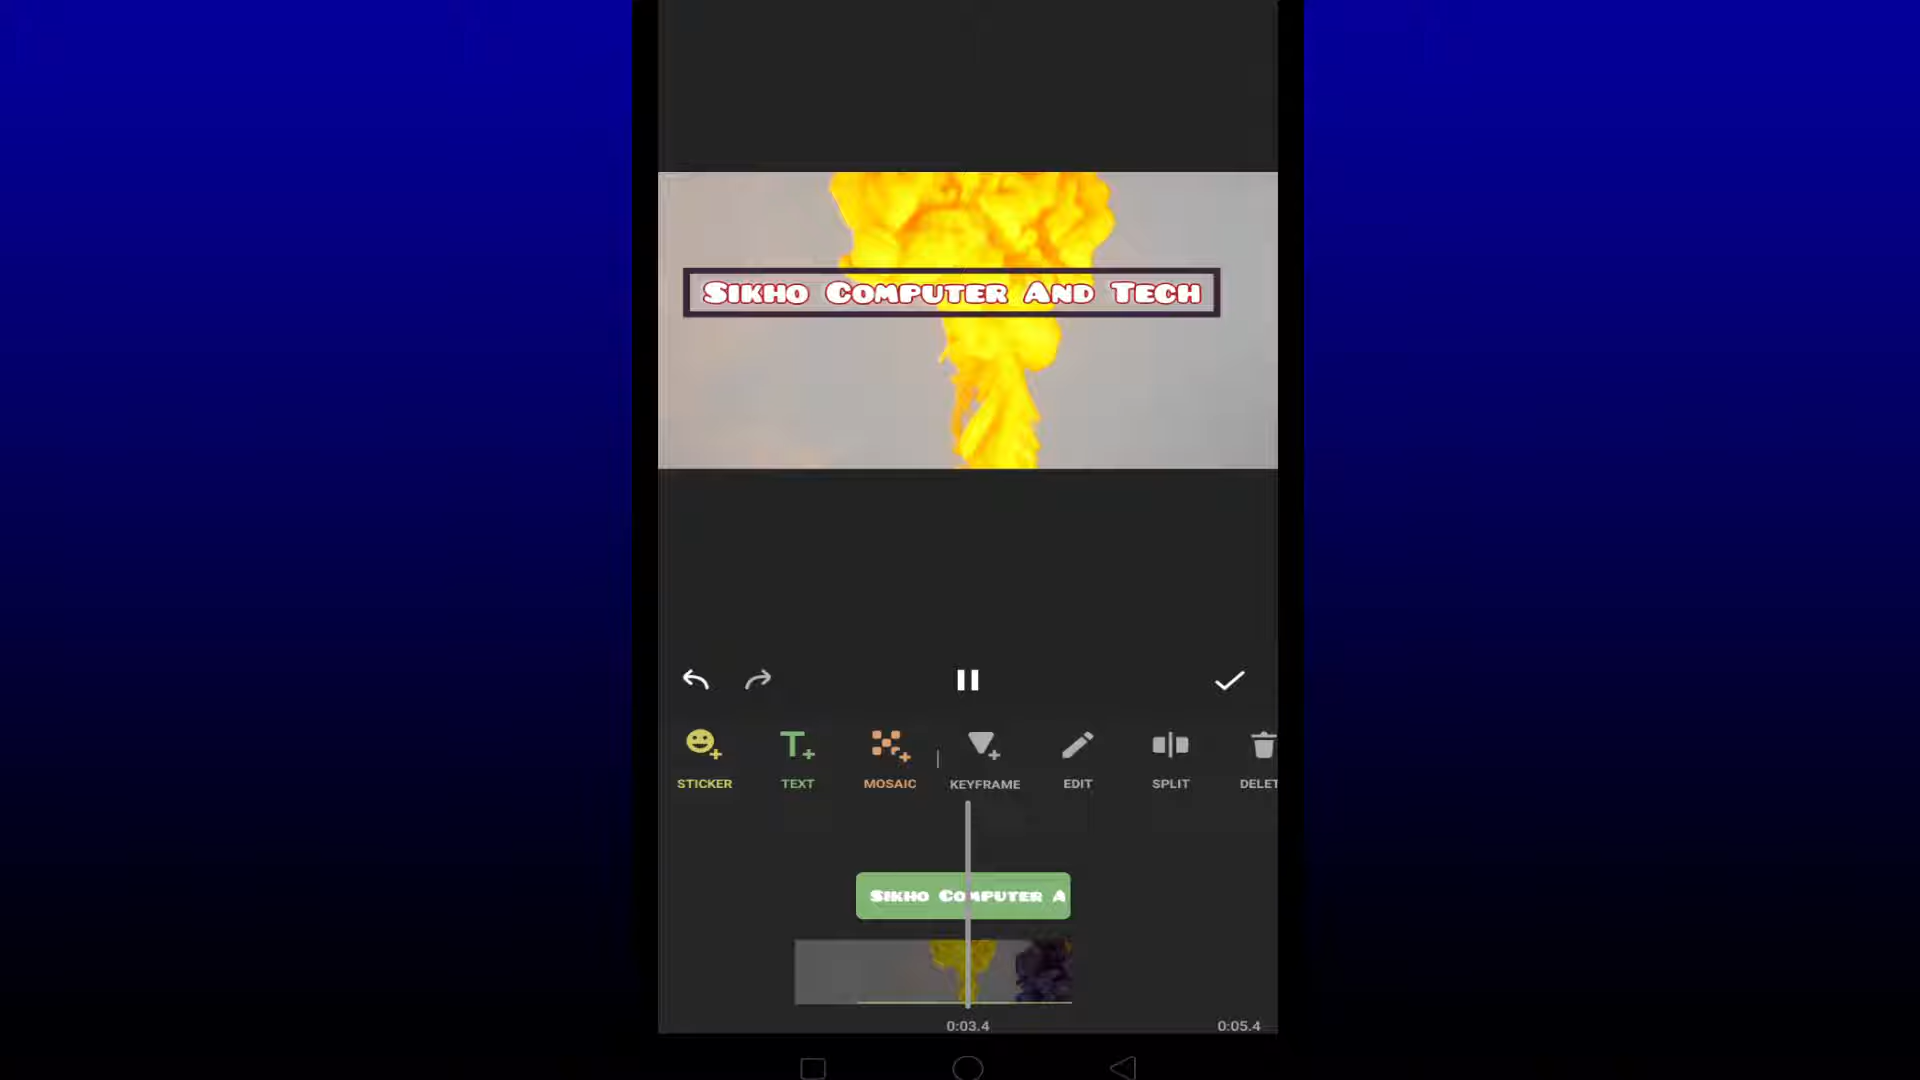 Sikho Computer And Tech
STICKER
TEXT
MOSAIC
KEYFRAME
EDIT
SPLIT
DELET
Sikho Computer A
0:03.4
0:05.4